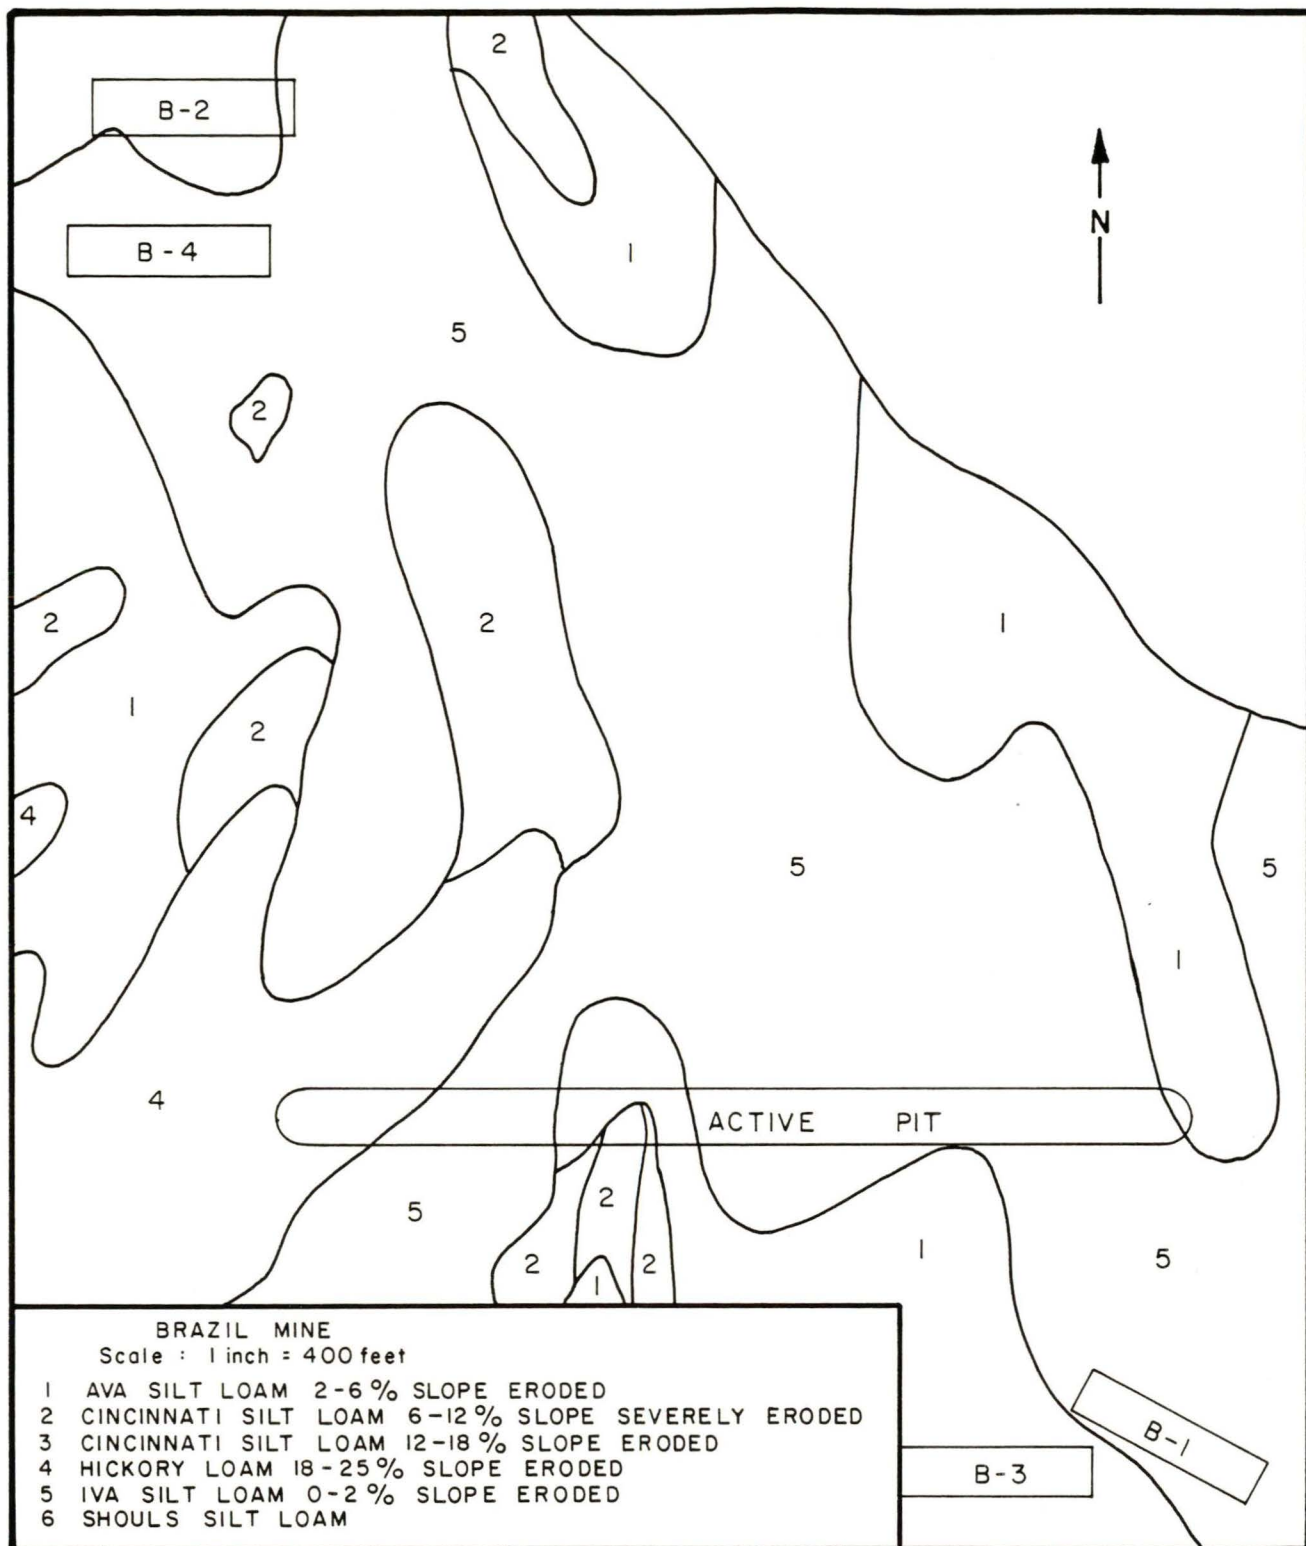 2
B-2
N
B-4
1
5
2
2
2
1
1
2
4
5
5
1
4
ACTIVE PIT
2
5
1
5
2
2
1
BRAZIL MINE
Scale : 1 inch = 400 feet
1 AVA SILT LOAM 2-6% SLOPE ERODED
2 CINCINNATI SILT LOAM 6-12% SLOPE SEVERELY ERODED
3 CINCINNATI SILT LOAM 12-18% SLOPE ERODED
4 HICKORY LOAM 18-25% SLOPE ERODED
5 IVA SILT LOAM 0-2% SLOPE ERODED
6 SHOULS SILT LOAM
B-1
B-3